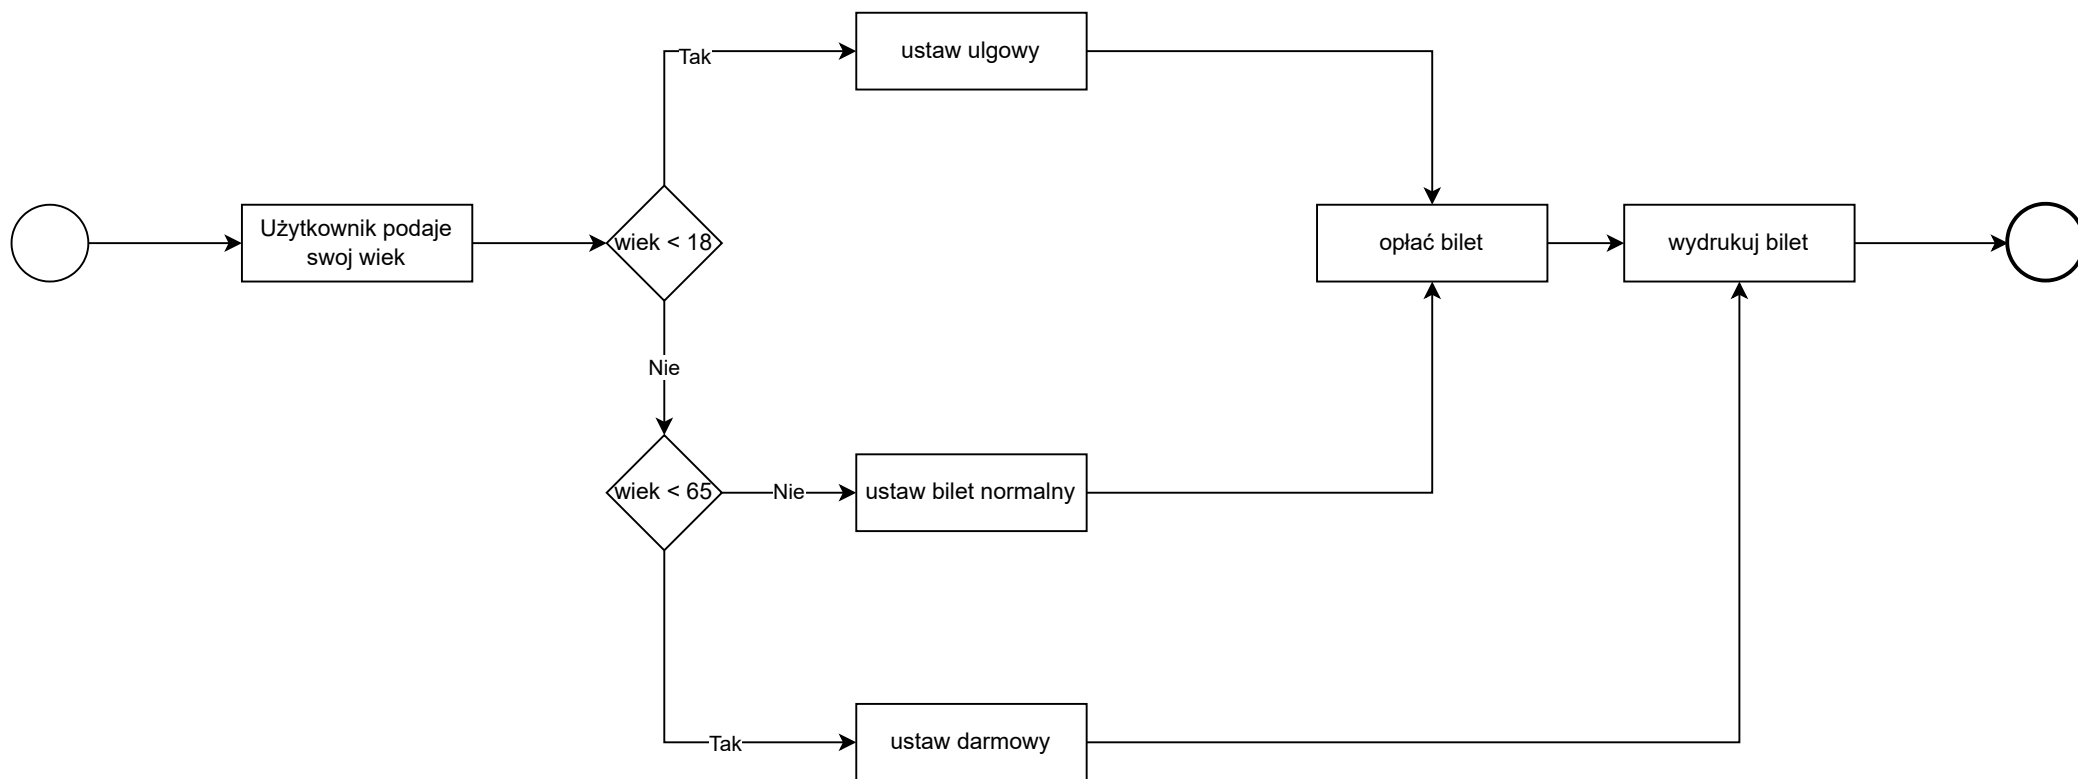 Tak
ustaw ulgowy
Użytkownik podaje
swoj wiek
wiek < 18
opłać bilet
wydrukuj bilet
Nie
wiek < 65
Nie
ustaw bilet normalny
Tak
ustaw darmowy